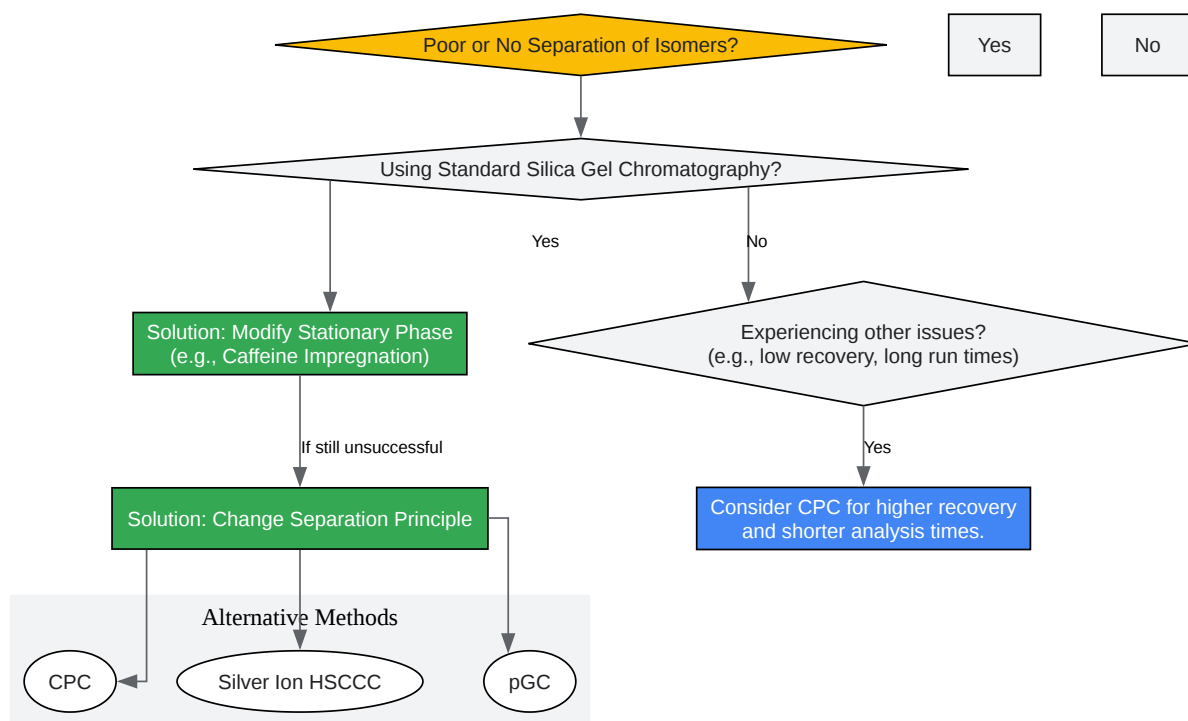 Poor or No Separation of Isomers?
Yes
No
Using Standard Silica Gel Chromatography?
Yes
No
Solution: Modify Stationary Phase
(e.g., Caffeine Impregnation)
Experiencing other issues?
(e.g., low recovery, long run times)
If still unsuccessful
Yes
Solution: Change Separation Principle
Consider CPC for higher recovery
and shorter analysis times.
Alternative Methods
CPC
Silver Ion HSCCC
pGC